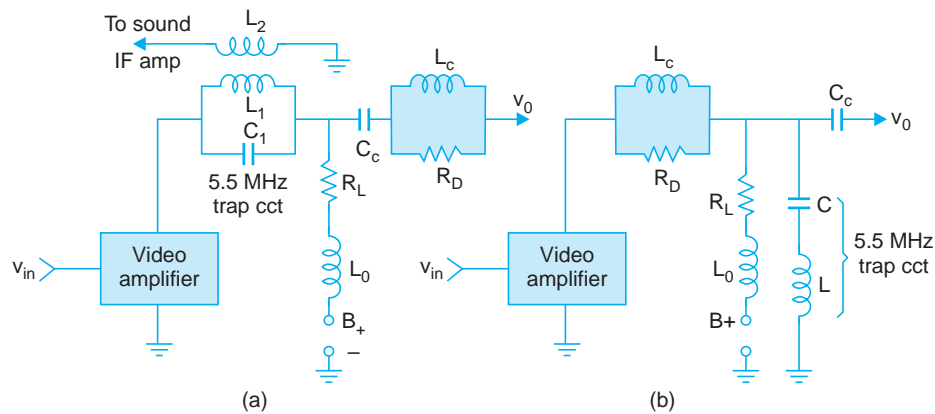 To sound
IF amp
L2
L1
C1
5.5 MHz
trap cct
Cc
Lc
RD
v0
RL
L0
B+
–
Video
amplifier
vin
(a)
Lc
RD
Cc
v0
RL
L0
B+
C
L
5.5 MHz
trap cct
Video
amplifier
vin
(b)